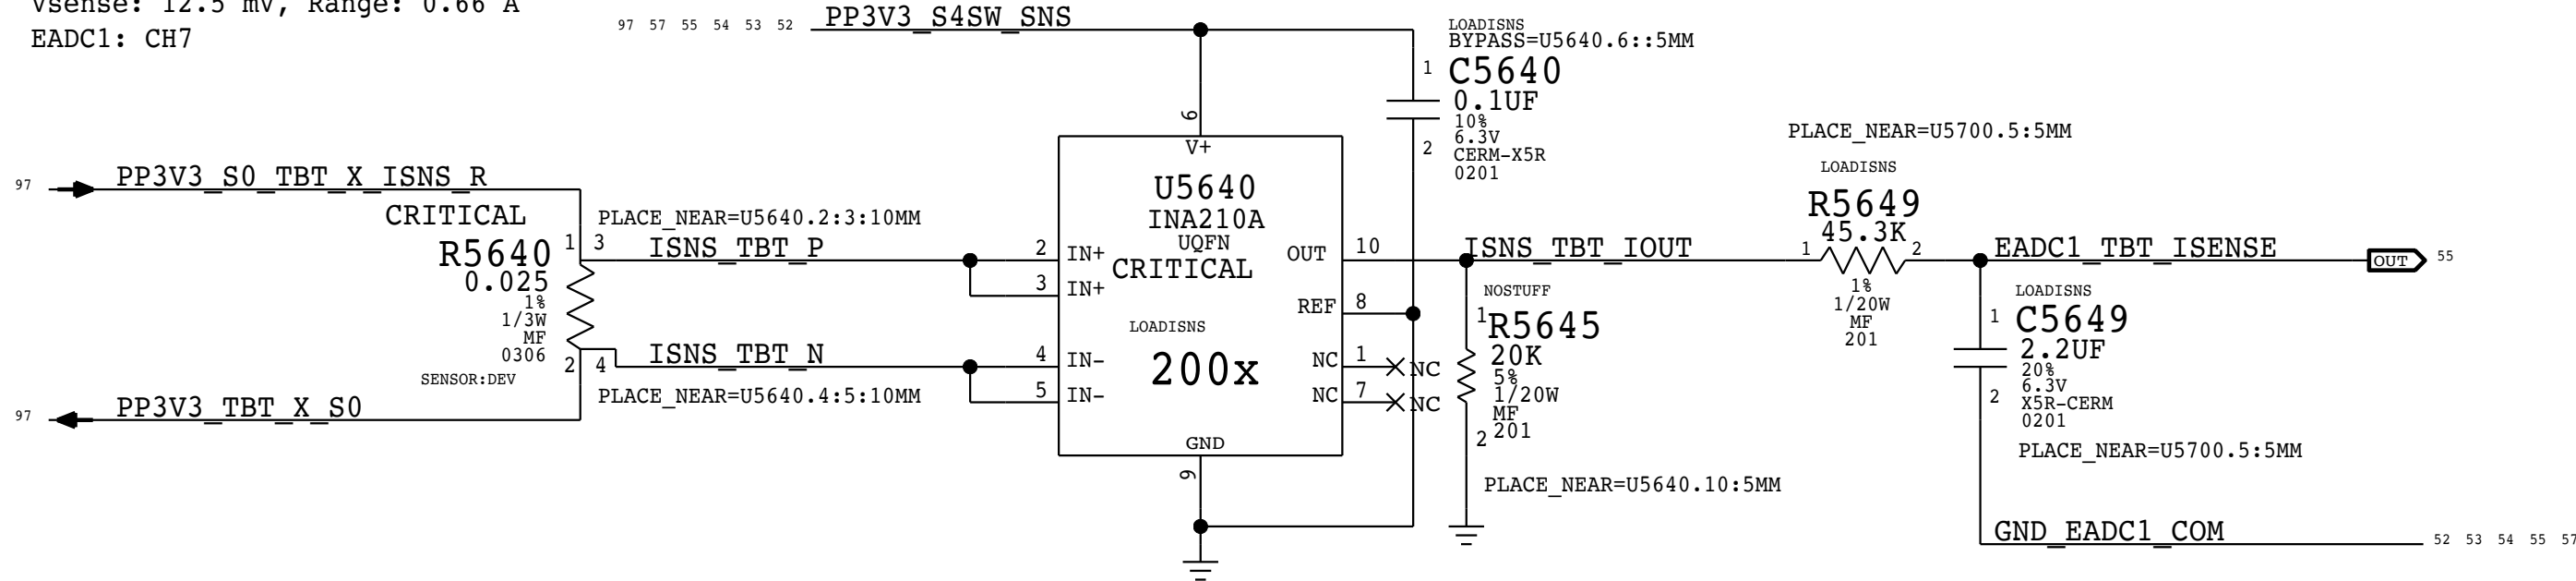 Vsense: 12.5 mV, Range: 0.66 A
EADC1: CH7
97 57 55 54 53 52
PP3V3_S4SW_SNS
LOADISNS
BYPASS=U5640.6::5MM
1
C5640
0.1UF
10%
6.3V
CERM-X5R
0201
2
6
V+
U5640
INA210A
UQFN
CRITICAL
LOADISNS
200x
GND
9
97
PP3V3_S0_TBT_X_ISNS_R
CRITICAL
R5640
0.025
1%
1/3W
MF
0306
SENSOR:DEV
1 3
2 4
PLACE_NEAR=U5640.2:3:10MM
ISNS_TBT_P
2 IN+
3 IN+
ISNS_TBT_N
4 IN-
5 IN-
PLACE_NEAR=U5640.4:5:10MM
97
PP3V3_TBT_X_S0
OUT 10
REF 8
NC 1 NC
NC 7 NC
ISNS_TBT_IOUT
NOSTUFF
1
R5645
20K
5%
1/20W
MF
201
2
PLACE_NEAR=U5640.10:5MM
PLACE_NEAR=U5700.5:5MM
LOADISNS
R5649
45.3K
1 2
1%
1/20W
MF
201
EADC1_TBT_ISENSE
OUT 55
LOADISNS
1
C5649
2.2UF
20%
6.3V
X5R-CERM
0201
2
PLACE_NEAR=U5700.5:5MM
GND_EADC1_COM
52 53 54 55 57